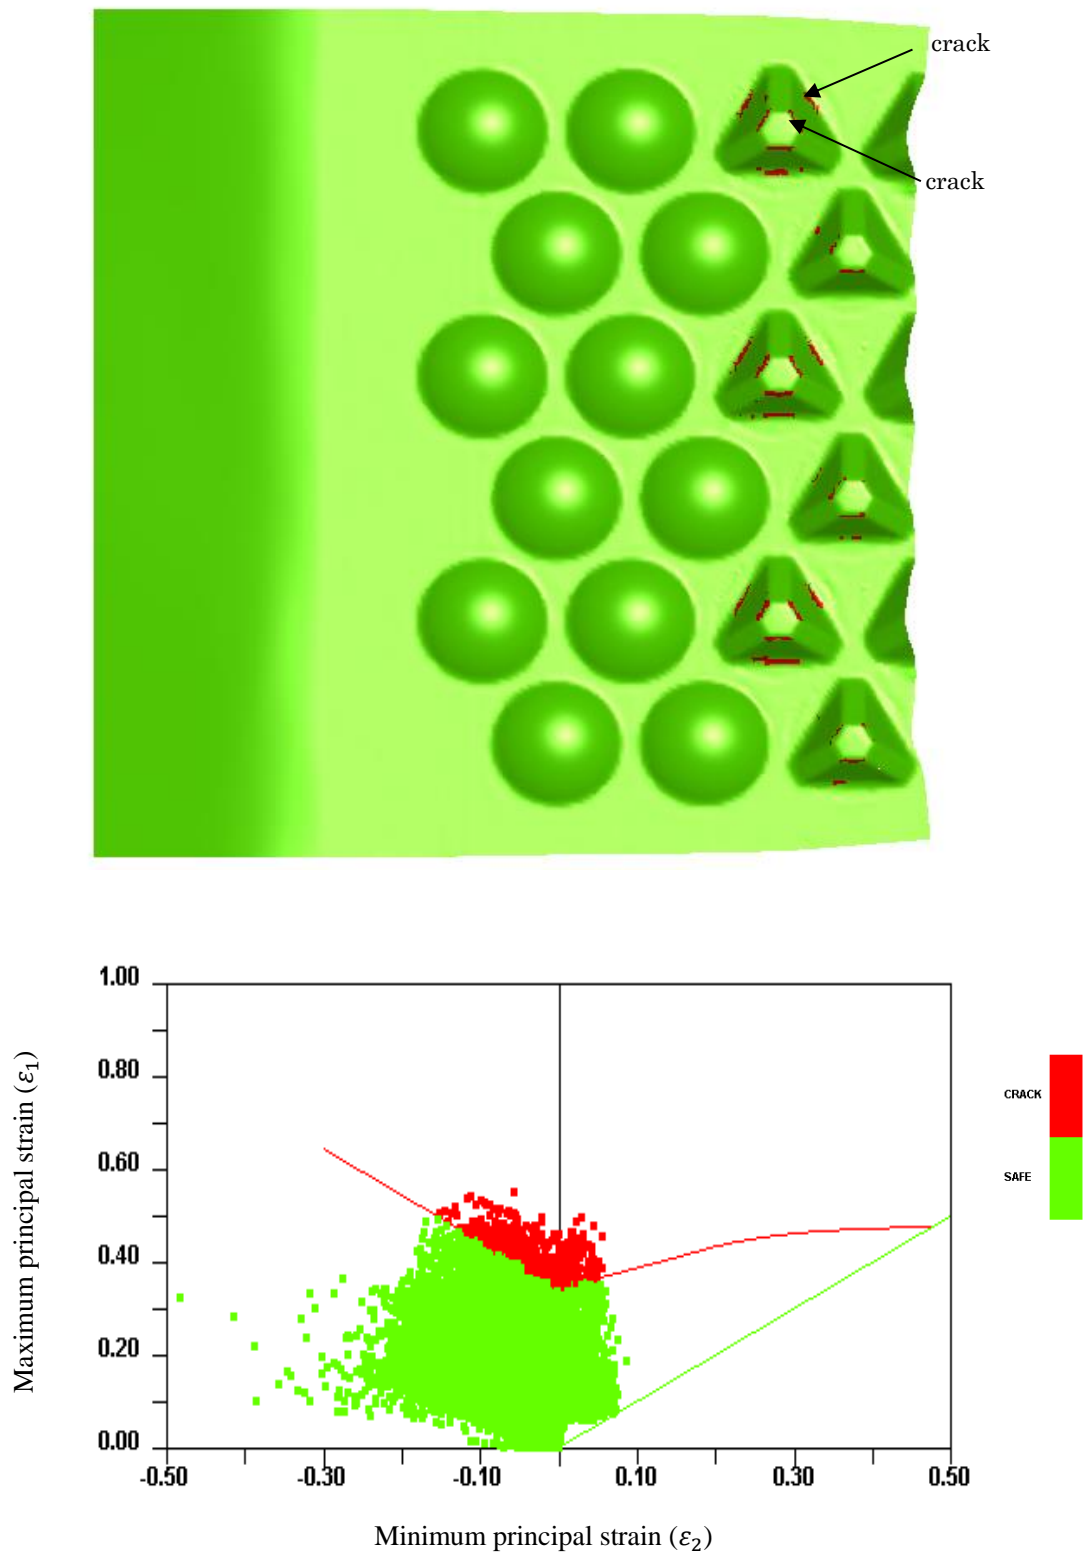 crack
crack
1.00
0.80
0.60
0.40
0.20
0.00
-0.50
-0.30
-0.10
0.10
0.30
0.50
Maximum principal strain (ε₁)
Minimum principal strain (ε₂)
CRACK
SAFE